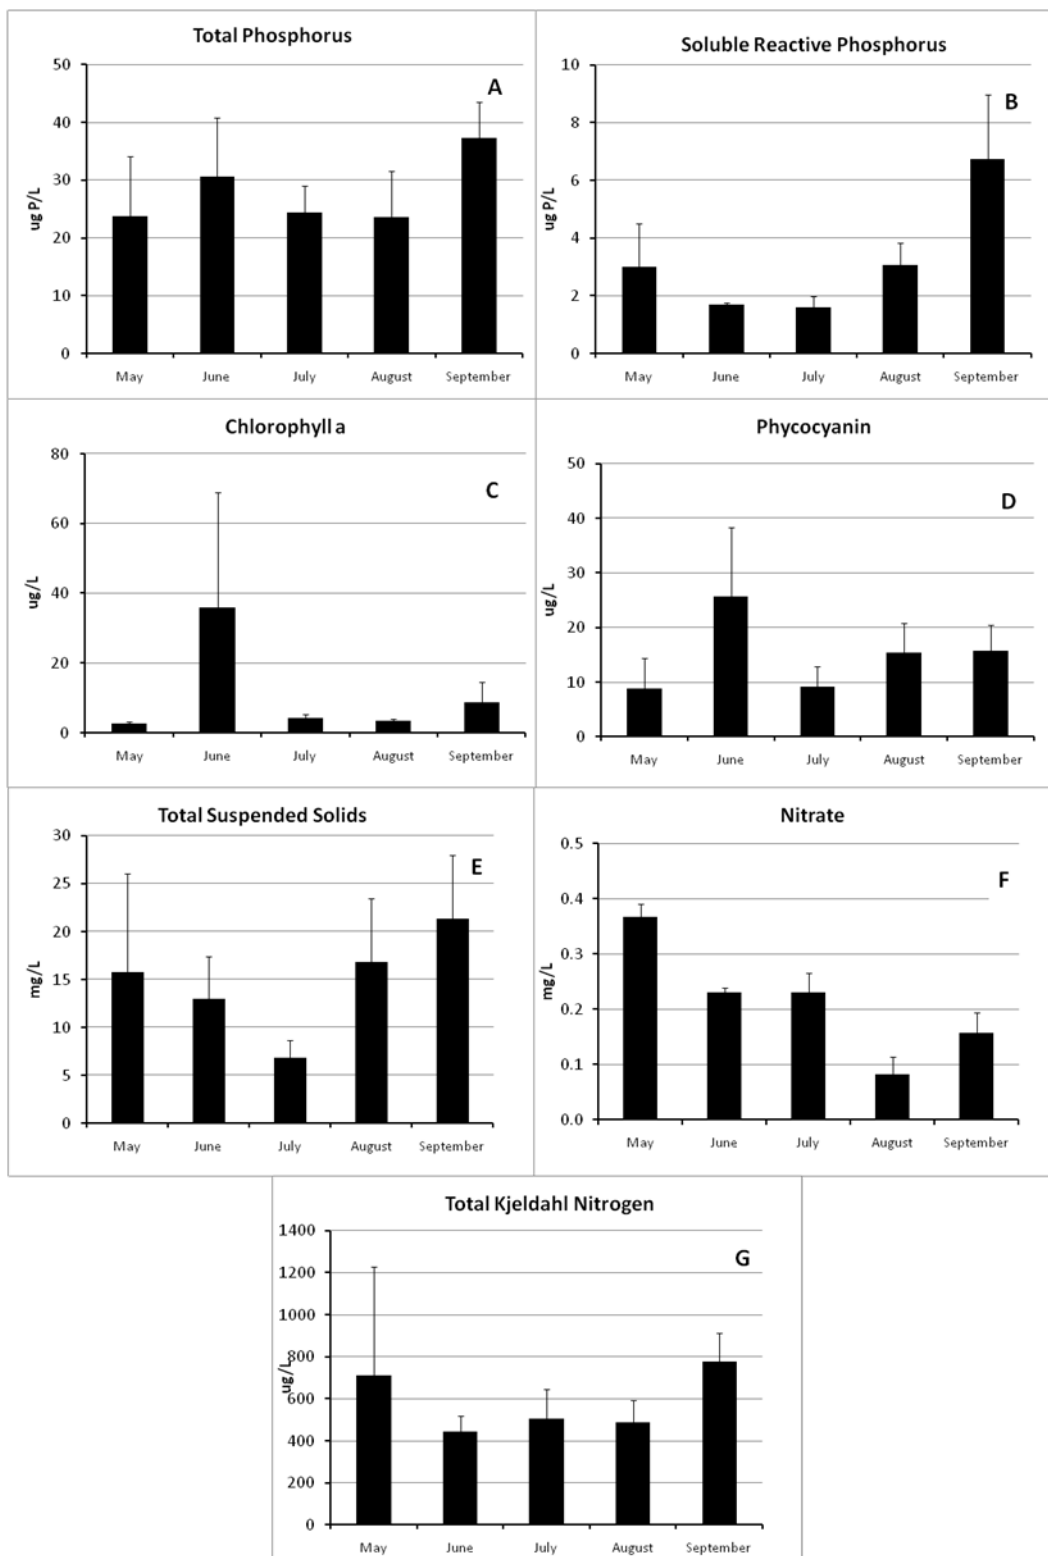 Total Phosphorus
A
50
40
30
20
10
0
ug P/L
May June July August September
Soluble Reactive Phosphorus
B
10
8
6
4
2
0
ug P/L
May June July August September
Chlorophyll a
C
80
60
40
20
0
ug/L
May June July August September
Phycocyanin
D
50
40
30
20
10
0
ug/L
May June July August September
Total Suspended Solids
E
30
25
20
15
10
5
0
mg/L
May June July August September
Nitrate
F
0.5
0.4
0.3
0.2
0.1
0.0
mg/L
May June July August September
Total Kjeldahl Nitrogen
G
1400
1200
1000
800
600
400
200
0
ug/L
May June July August September